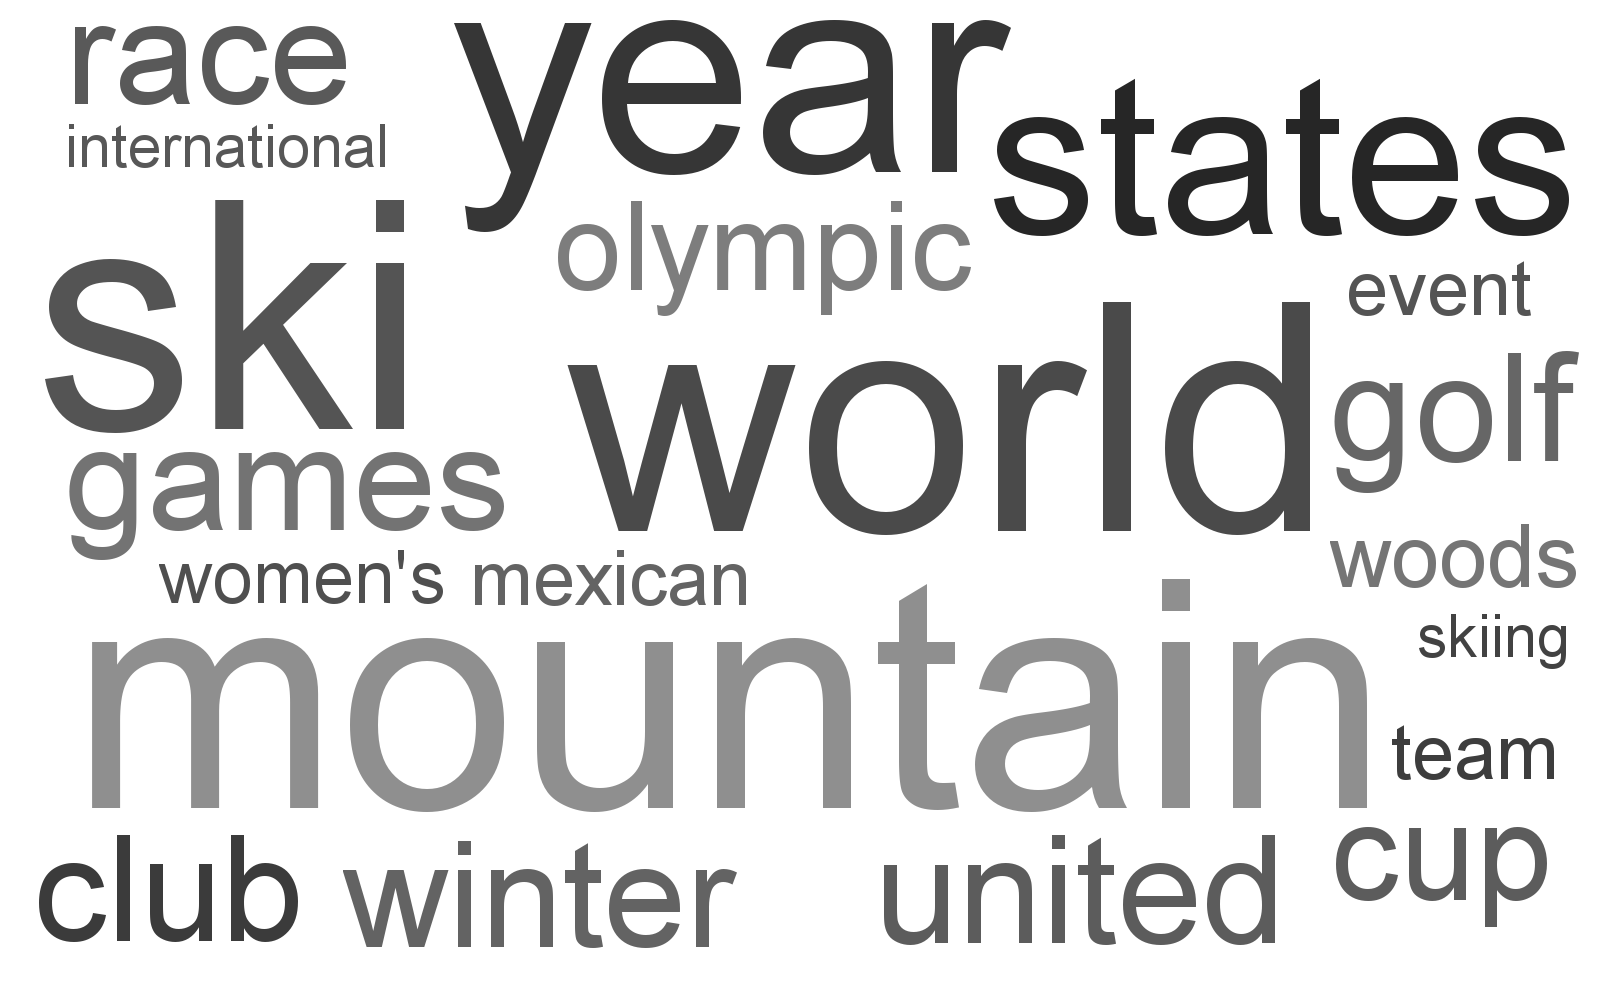 race
year
states
international
ski
olympic
event
world
golf
games
woods
women's
mexican
mountain
skiing
team
club
winter
united
cup